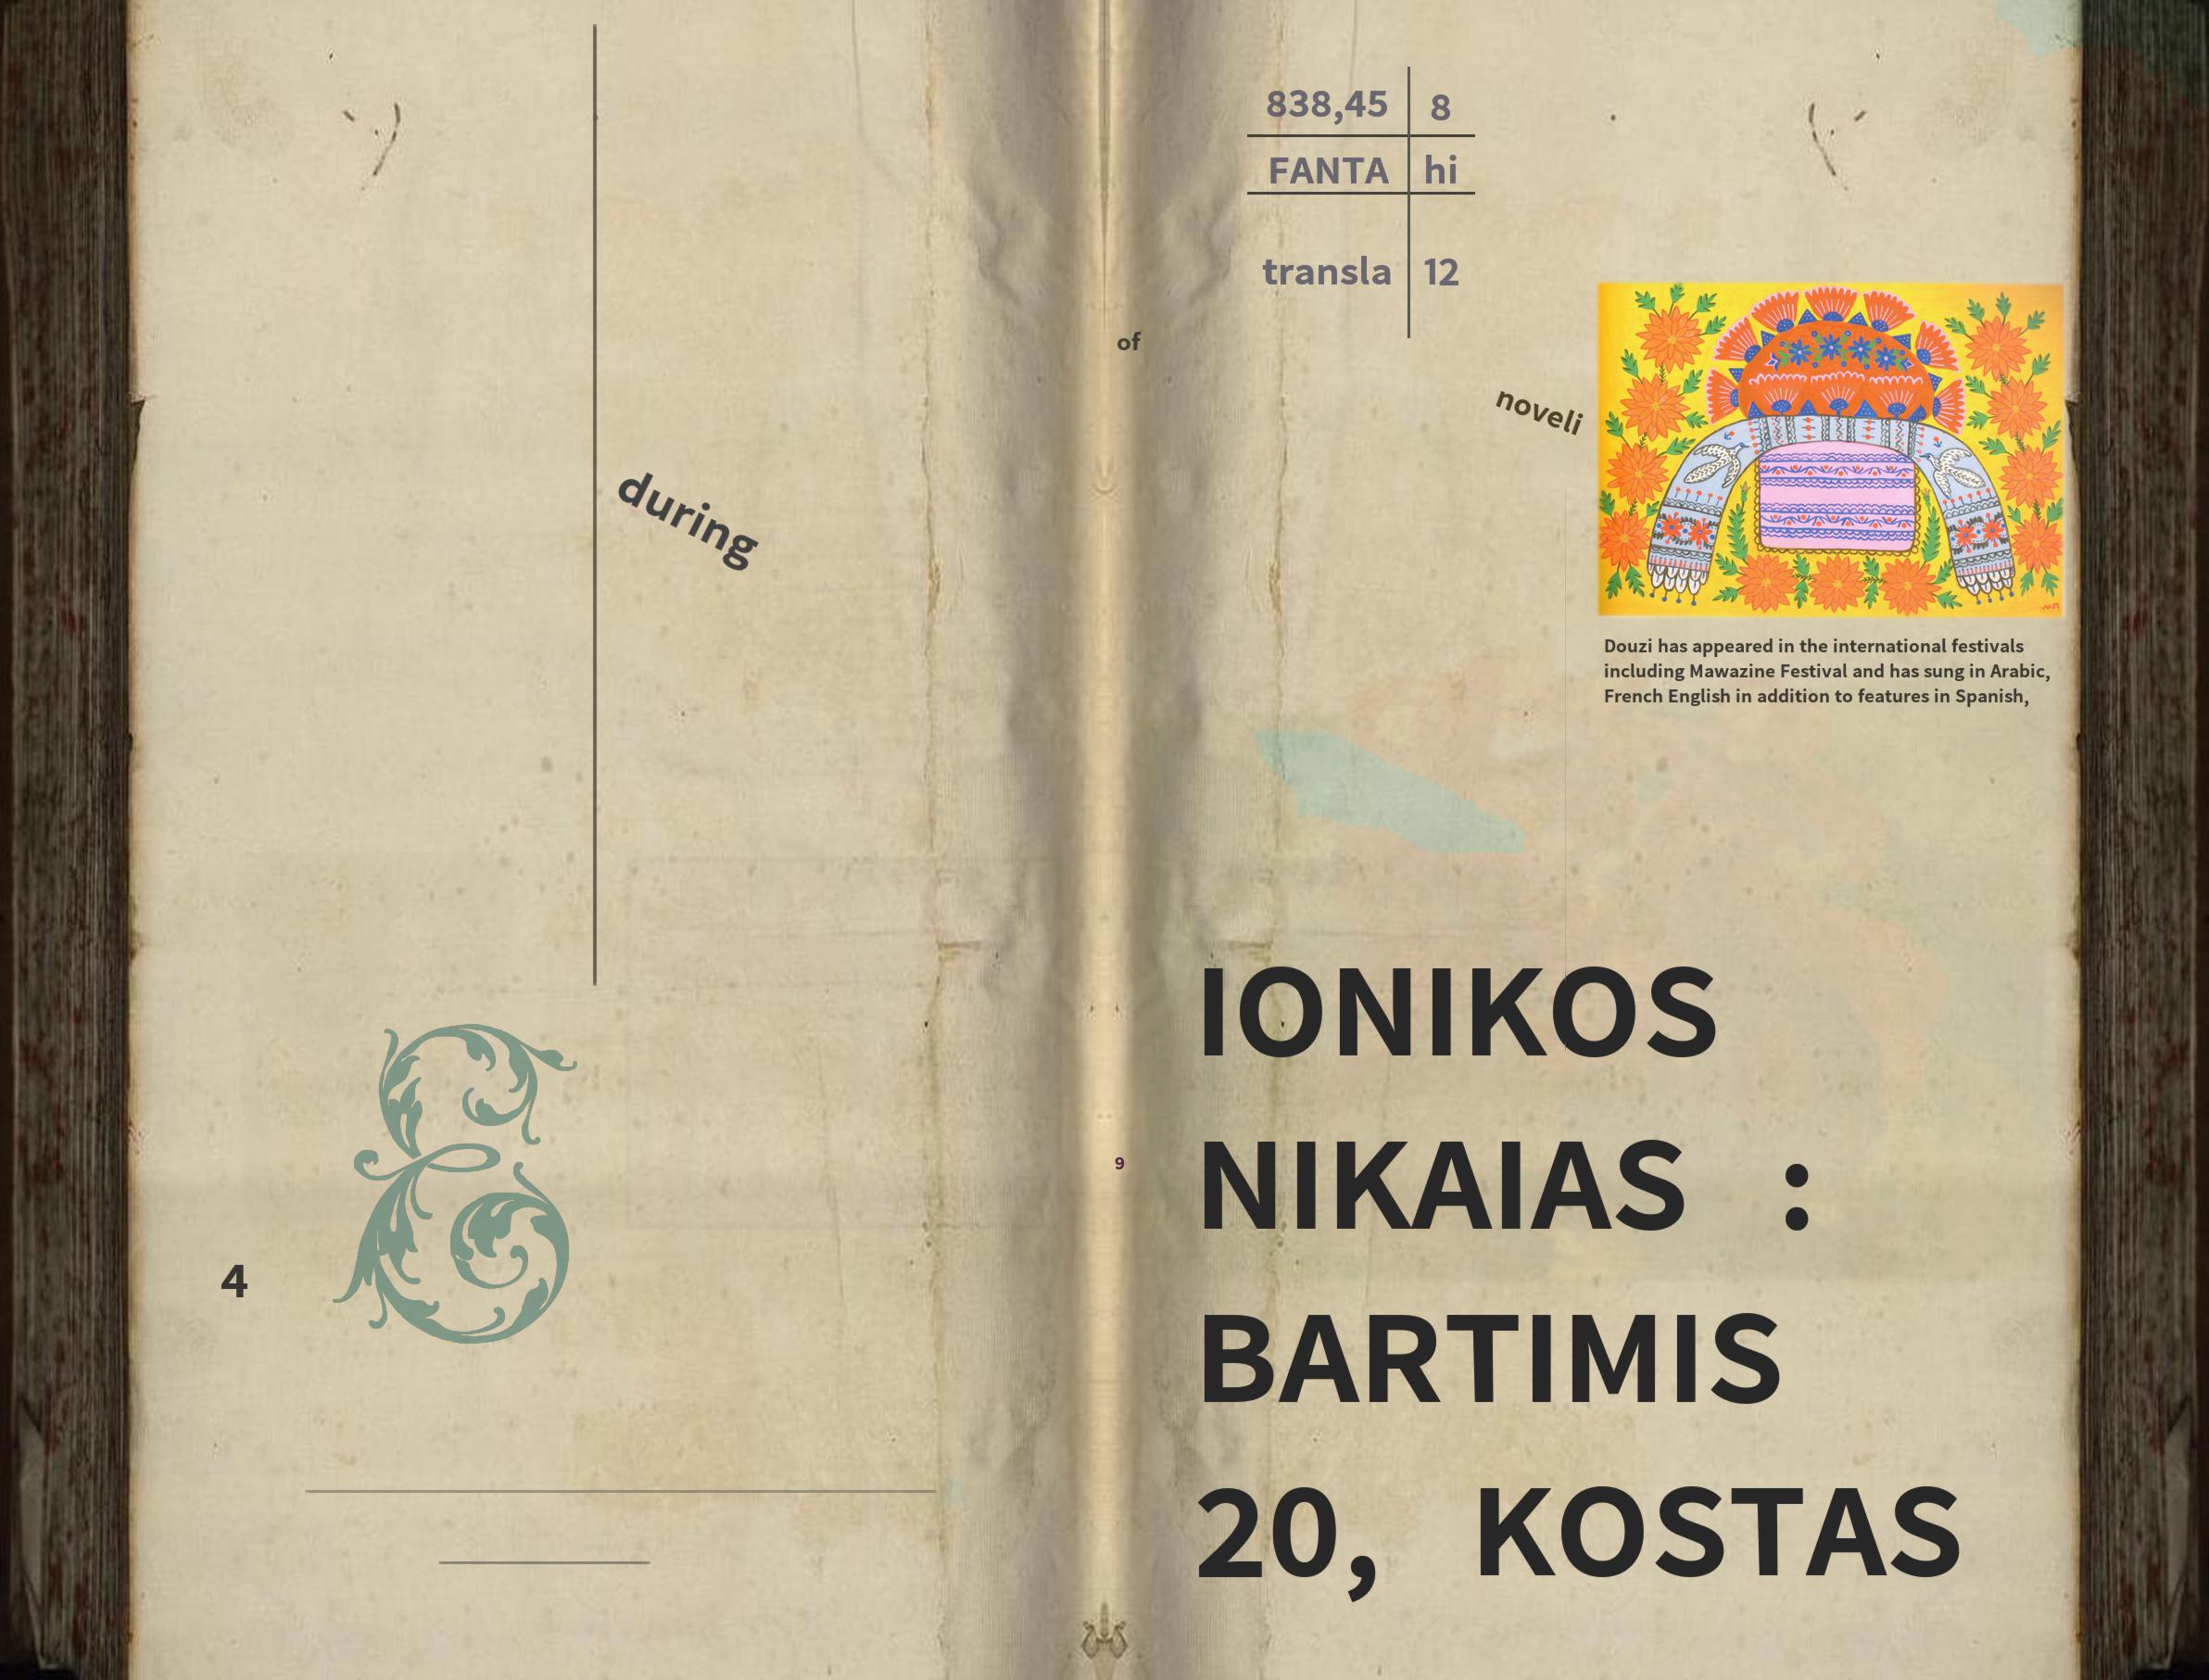 during
4
of
9
838,45 8
FANTA hi
transla 12
noveli
Douzi has appeared in the international festivals
including Mawazine Festival and has sung in Arabic,
French English in addition to features in Spanish,
IONIKOS
NIKAIAS :
BARTIMIS
20, KOSTAS